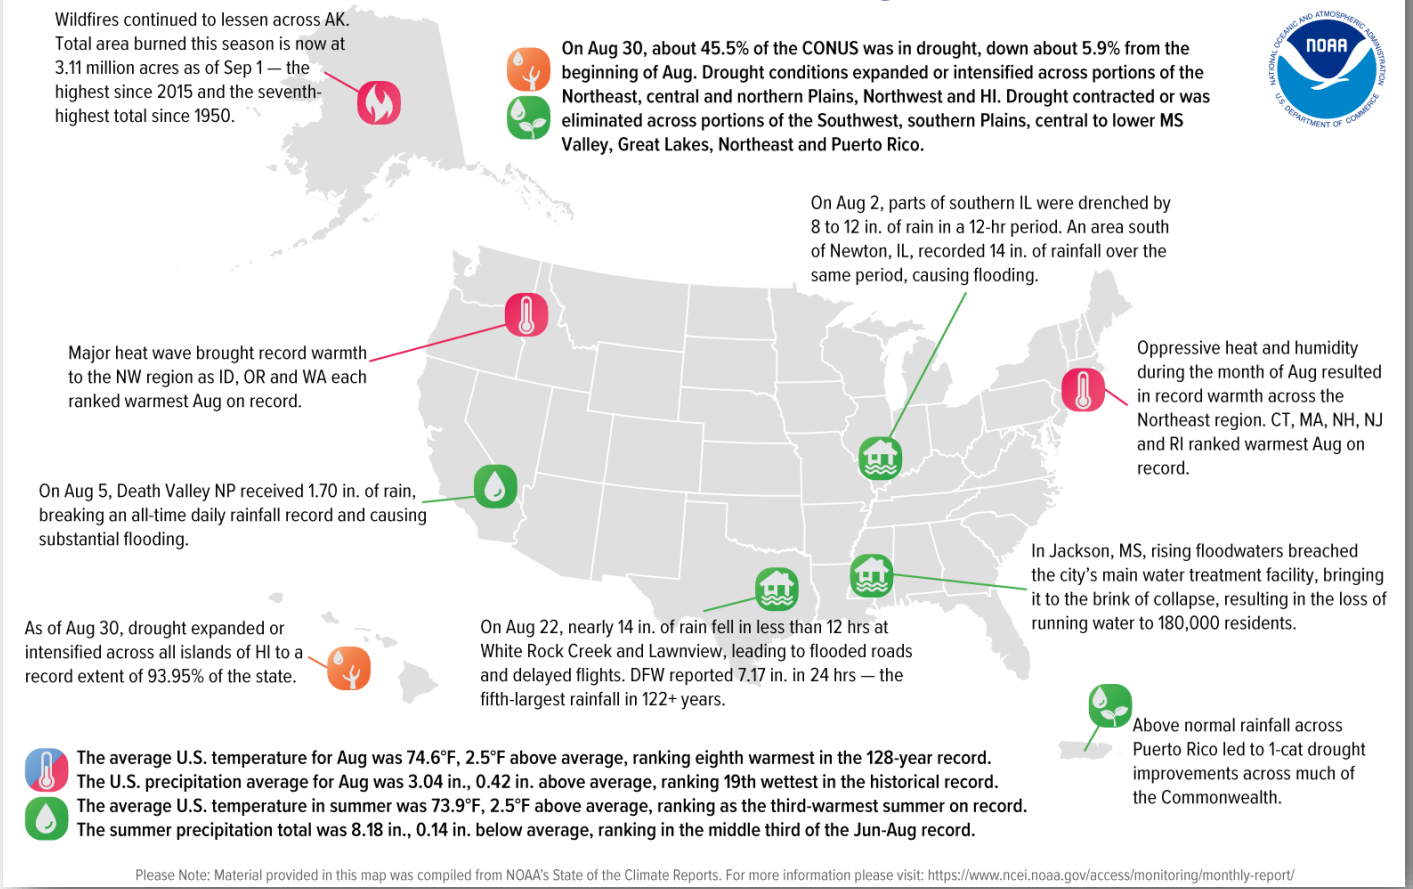 Wildfires continued to lessen across AK.
Total area burned this season is now at
3.11 million acres as of Sep 1 — the
highest since 2015 and the seventh-
highest total since 1950.
On Aug 30, about 45.5% of the CONUS was in drought, down about 5.9% from the
beginning of Aug. Drought conditions expanded or intensified across portions of the
Northeast, central and northern Plains, Northwest and HI. Drought contracted or was
eliminated across portions of the Southwest, southern Plains, central to lower MS
Valley, Great Lakes, Northeast and Puerto Rico.
NATIONAL OCEANIC AND ATMOSPHERIC ADMINISTRATION
NOAA
U.S. DEPARTMENT OF COMMERCE
On Aug 2, parts of southern IL were drenched by
8 to 12 in. of rain in a 12-hr period. An area south
of Newton, IL, recorded 14 in. of rainfall over the
same period, causing flooding.
Major heat wave brought record warmth
to the NW region as ID, OR and WA each
ranked warmest Aug on record.
Oppressive heat and humidity
during the month of Aug resulted
in record warmth across the
Northeast region. CT, MA, NH, NJ
and RI ranked warmest Aug on
record.
On Aug 5, Death Valley NP received 1.70 in. of rain,
breaking an all-time daily rainfall record and causing
substantial flooding.
In Jackson, MS, rising floodwaters breached
the city's main water treatment facility, bringing
it to the brink of collapse, resulting in the loss of
running water to 180,000 residents.
As of Aug 30, drought expanded or
intensified across all islands of HI to a
record extent of 93.95% of the state.
On Aug 22, nearly 14 in. of rain fell in less than 12 hrs at
White Rock Creek and Lawnview, leading to flooded roads
and delayed flights. DFW reported 7.17 in. in 24 hrs — the
fifth-largest rainfall in 122+ years.
Above normal rainfall across
Puerto Rico led to 1-cat drought
improvements across much of
the Commonwealth.
The average U.S. temperature for Aug was 74.6°F, 2.5°F above average, ranking eighth warmest in the 128-year record.
The U.S. precipitation average for Aug was 3.04 in., 0.42 in. above average, ranking 19th wettest in the historical record.
The average U.S. temperature in summer was 73.9°F, 2.5°F above average, ranking as the third-warmest summer on record.
The summer precipitation total was 8.18 in., 0.14 in. below average, ranking in the middle third of the Jun-Aug record.
Please Note: Material provided in this map was compiled from NOAA's State of the Climate Reports. For more information please visit: https://www.ncei.noaa.gov/access/monitoring/monthly-report/